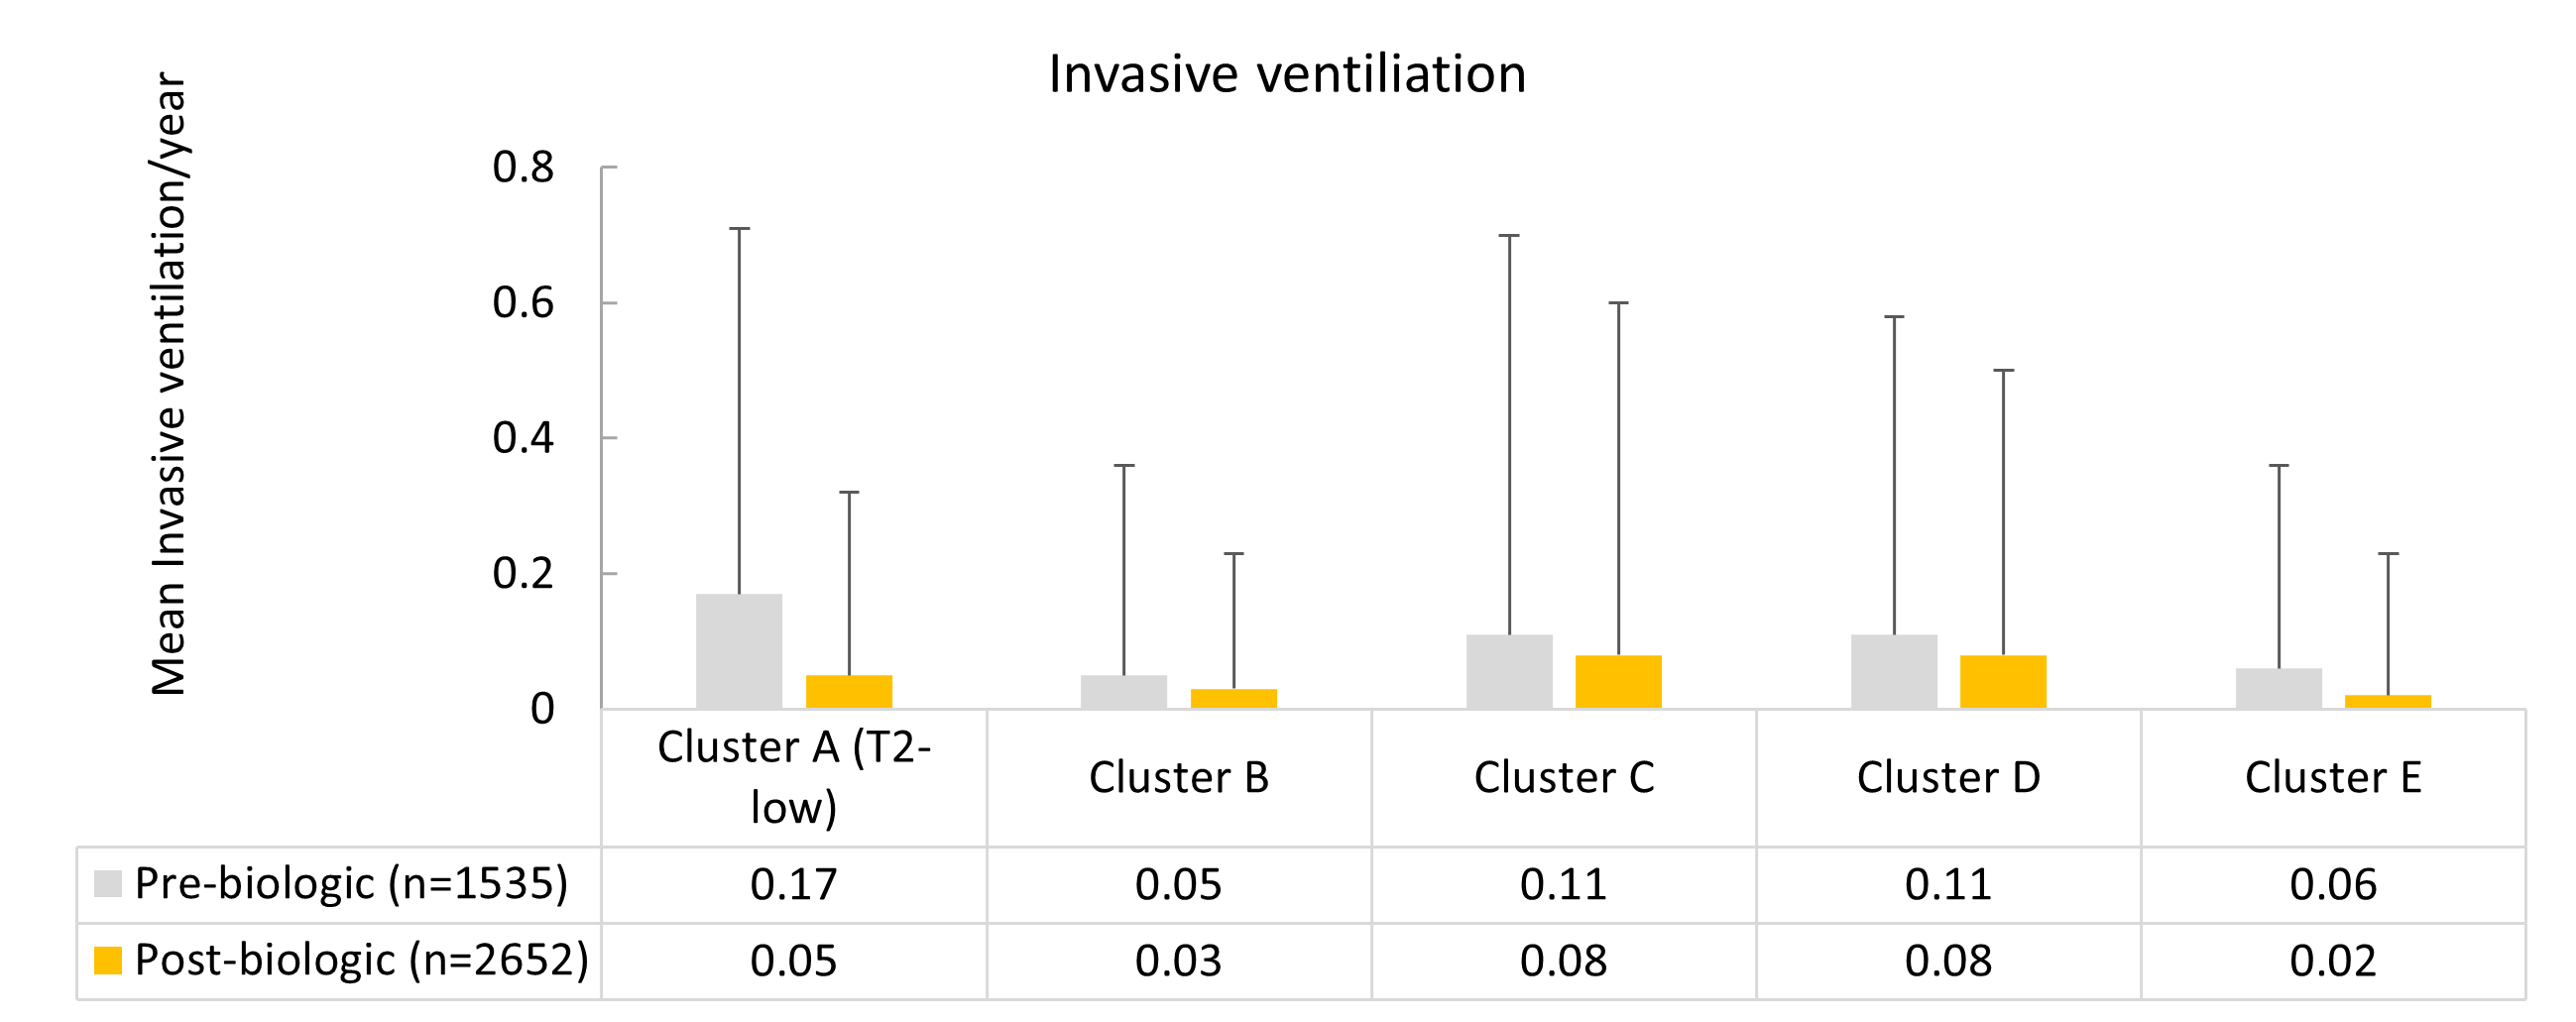 Invasive ventiliation
Mean Invasive ventilation/year
0.8
0.6
0.4
0.2
0
Cluster A (T2-
low)
Cluster B
Cluster C
Cluster D
Cluster E
Pre-biologic (n=1535) 0.17 0.05 0.11 0.11 0.06
Post-biologic (n=2652) 0.05 0.03 0.08 0.08 0.02